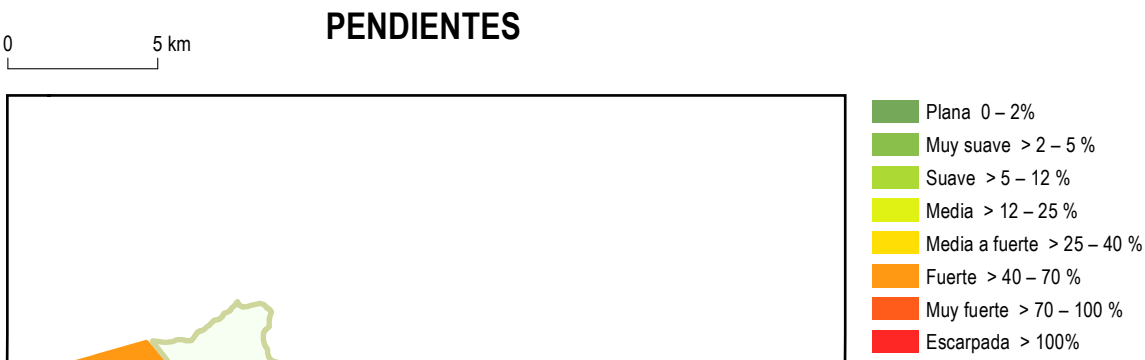 PENDIENTES
0 5 km
Plana 0 – 2%
Muy suave > 2 – 5 %
Suave > 5 – 12 %
Media > 12 – 25 %
Media a fuerte > 25 – 40 %
Fuerte > 40 – 70 %
Muy fuerte > 70 – 100 %
Escarpada > 100%